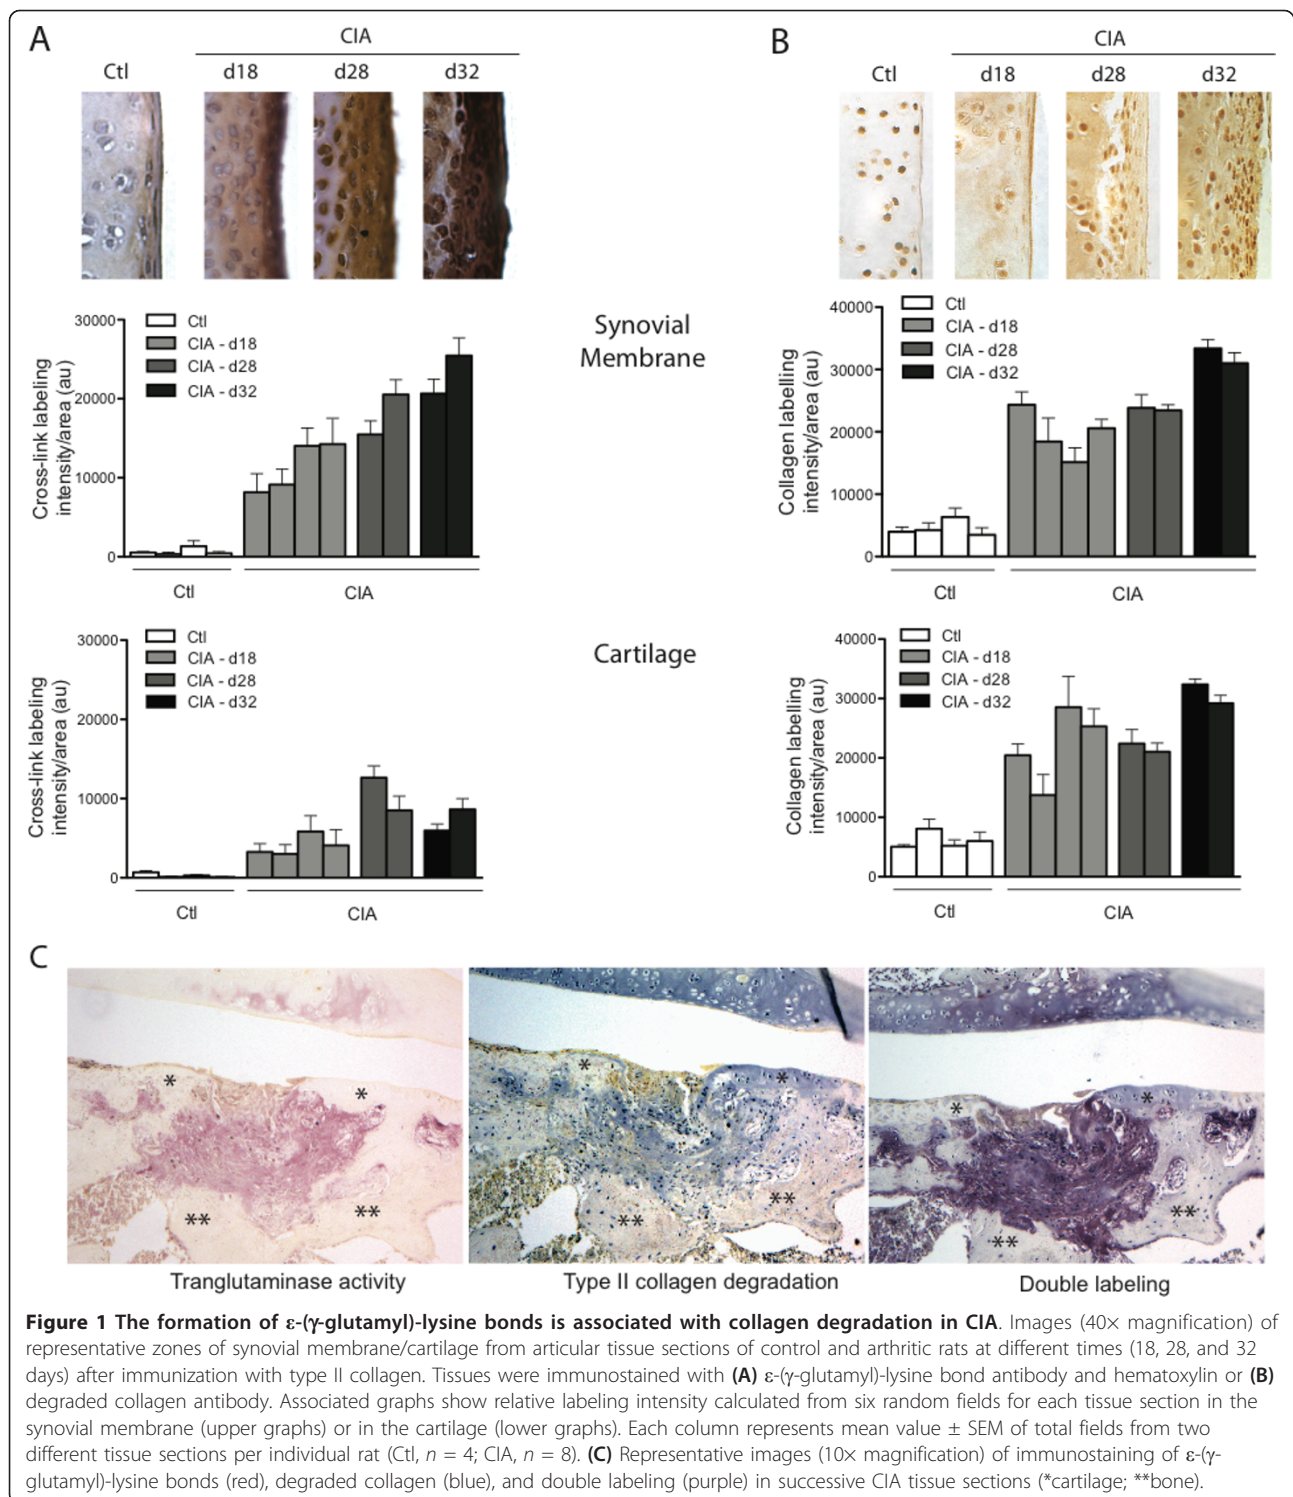 A
CIA
Ctl
d18
d28
d32
B
CIA
Ctl
d18
d28
d32
Synovial
Membrane
Cross-link labeling
intensity/area (au)
30000
20000
10000
0
Ctl
CIA - d18
CIA - d28
CIA - d32
Ctl
CIA
Collagen labelling
intensity/area (au)
40000
30000
20000
10000
0
Ctl
CIA - d18
CIA - d28
CIA - d32
Ctl
CIA
Cartilage
Cross-link labeling
intensity/area (au)
30000
20000
10000
0
Ctl
CIA - d18
CIA - d28
CIA - d32
Ctl
CIA
Collagen labelling
intensity/area (au)
40000
30000
20000
10000
0
Ctl
CIA - d18
CIA - d28
CIA - d32
Ctl
CIA
C
*
*
**
**
*
*
**
**
*
*
**
**
Tranglutaminase activity
Type II collagen degradation
Double labeling
Figure 1 The formation of ε-(γ-glutamyl)-lysine bonds is associated with collagen degradation in CIA. Images (40× magnification) of
representative zones of synovial membrane/cartilage from articular tissue sections of control and arthritic rats at different times (18, 28, and 32
days) after immunization with type II collagen. Tissues were immunostained with (A) ε-(γ-glutamyl)-lysine bond antibody and hematoxylin or (B)
degraded collagen antibody. Associated graphs show relative labeling intensity calculated from six random fields for each tissue section in the
synovial membrane (upper graphs) or in the cartilage (lower graphs). Each column represents mean value ± SEM of total fields from two
different tissue sections per individual rat (Ctl, n = 4; CIA, n = 8). (C) Representative images (10× magnification) of immunostaining of ε-(γ-
glutamyl)-lysine bonds (red), degraded collagen (blue), and double labeling (purple) in successive CIA tissue sections (*cartilage; **bone).